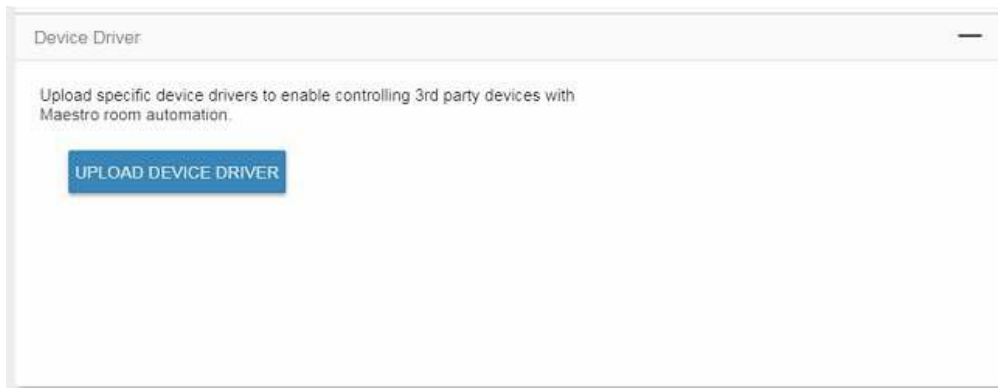 Device Driver
Upload specific device drivers to enable controlling 3rd party devices with
Maestro room automation.
UPLOAD DEVICE DRIVER